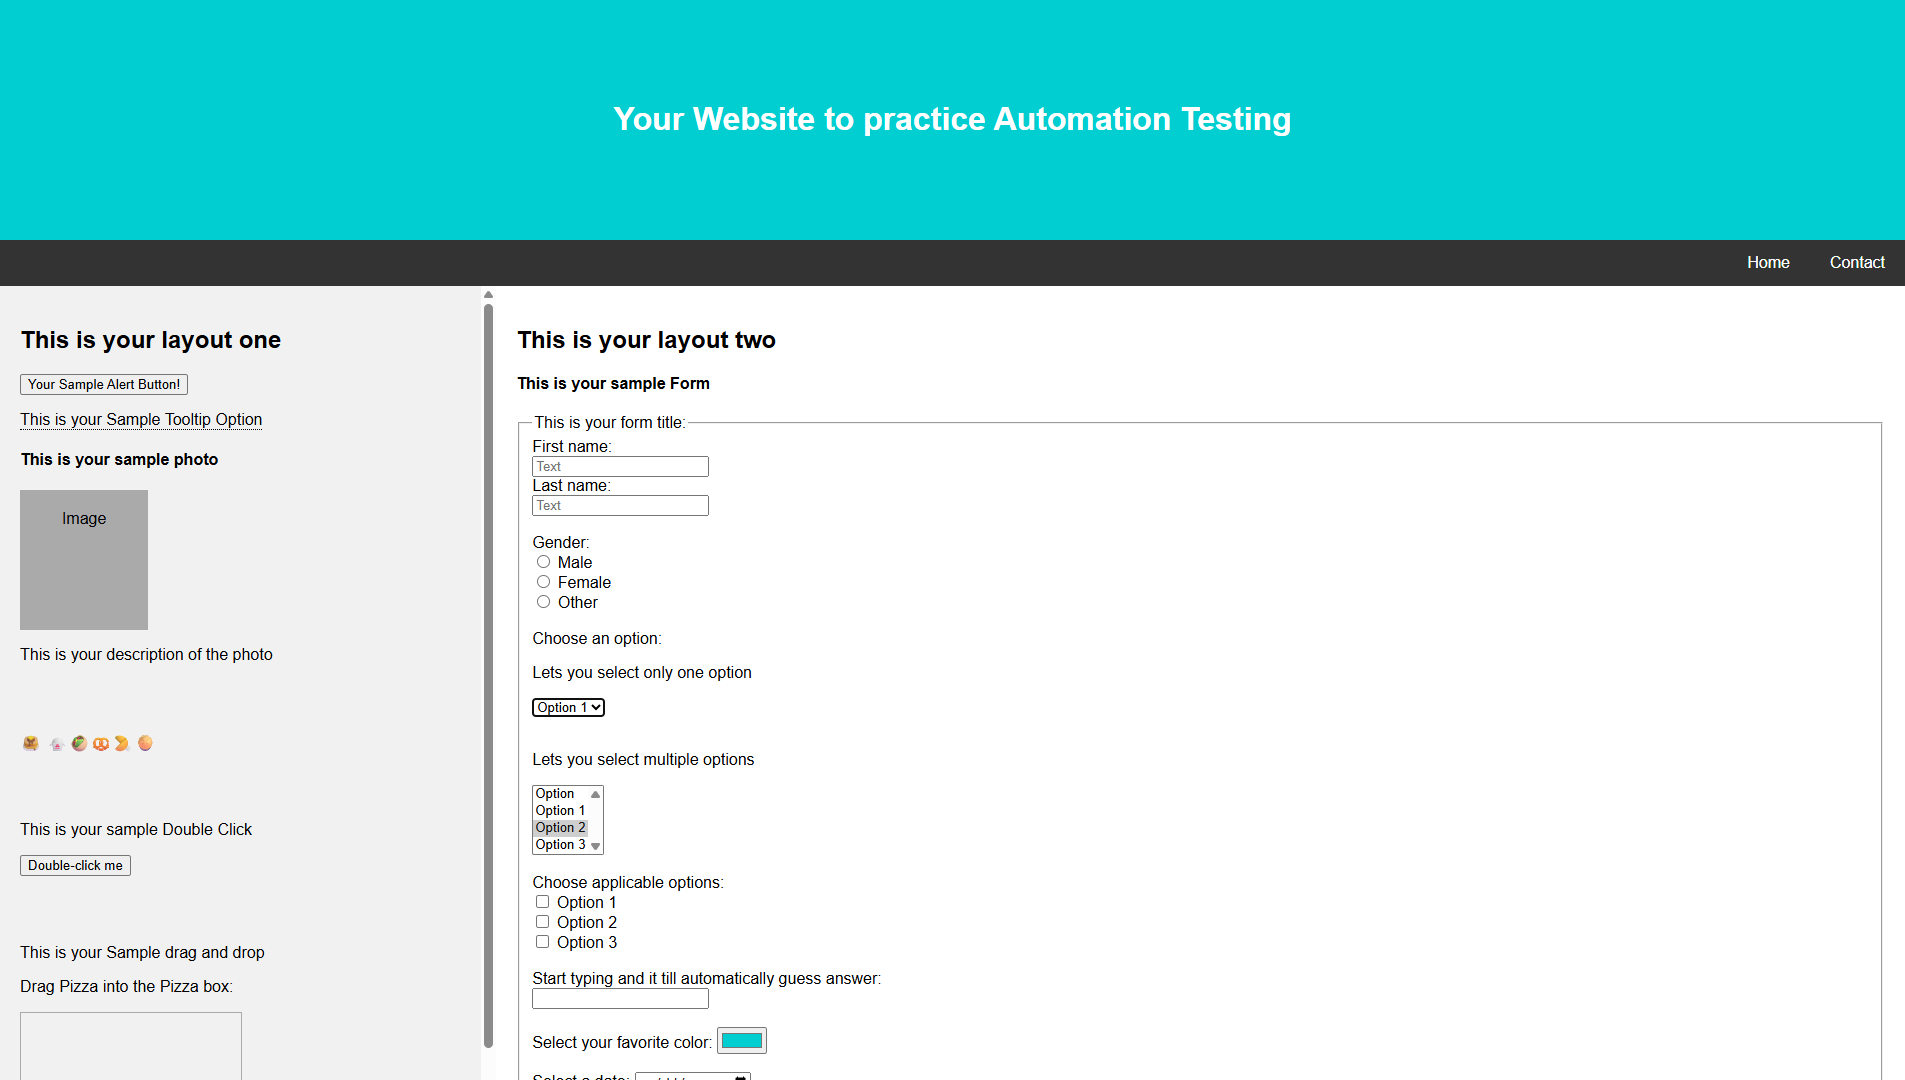 Your Website to practice Automation Testing
Home
Contact
This is your layout one
Your Sample Alert Button!
This is your Sample Tooltip Option
This is your sample photo
Image
This is your description of the photo
This is your sample Double Click
Double-click me
This is your Sample drag and drop
Drag Pizza into the Pizza box:
This is your layout two
This is your sample Form
This is your form title:
First name:
Text
Last name:
Text
Gender:
Male
Female
Other
Choose an option:
Lets you select only one option
Option 1
Lets you select multiple options
Option
Option 1
Option 2
Option 3
Choose applicable options:
Option 1
Option 2
Option 3
Start typing and it till automatically guess answer:
Select your favorite color:
Select a date: